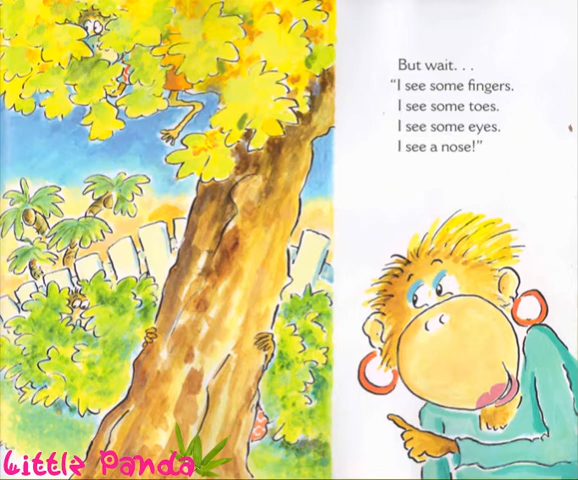 But wait. . .
“I see some fingers.
I see some toes.
I see some eyes.
I see a nose!”
Little Panda